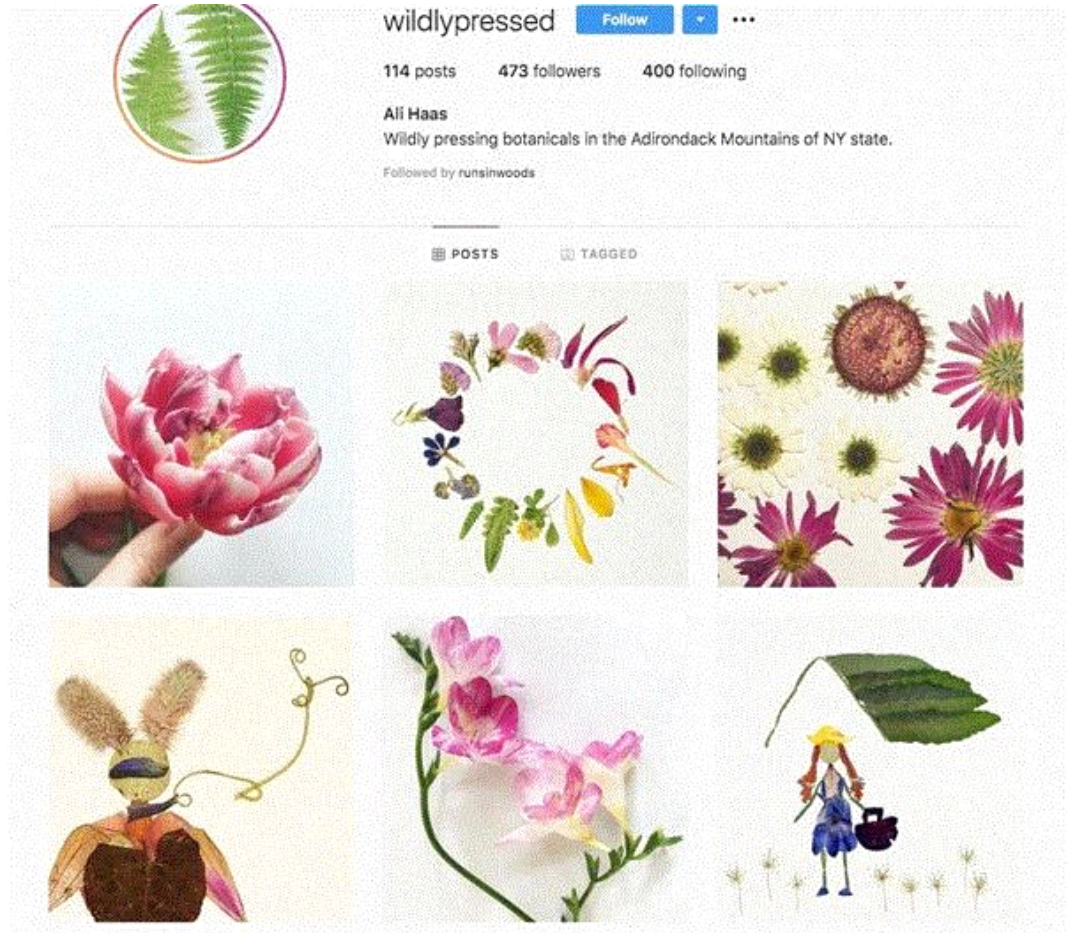 wildlypressed Follow
114 posts 473 followers 400 following
Ali Haas
Wildly pressing botanicals in the Adirondack Mountains of NY state.
Followed by runsinwoods
POSTS TAGGED